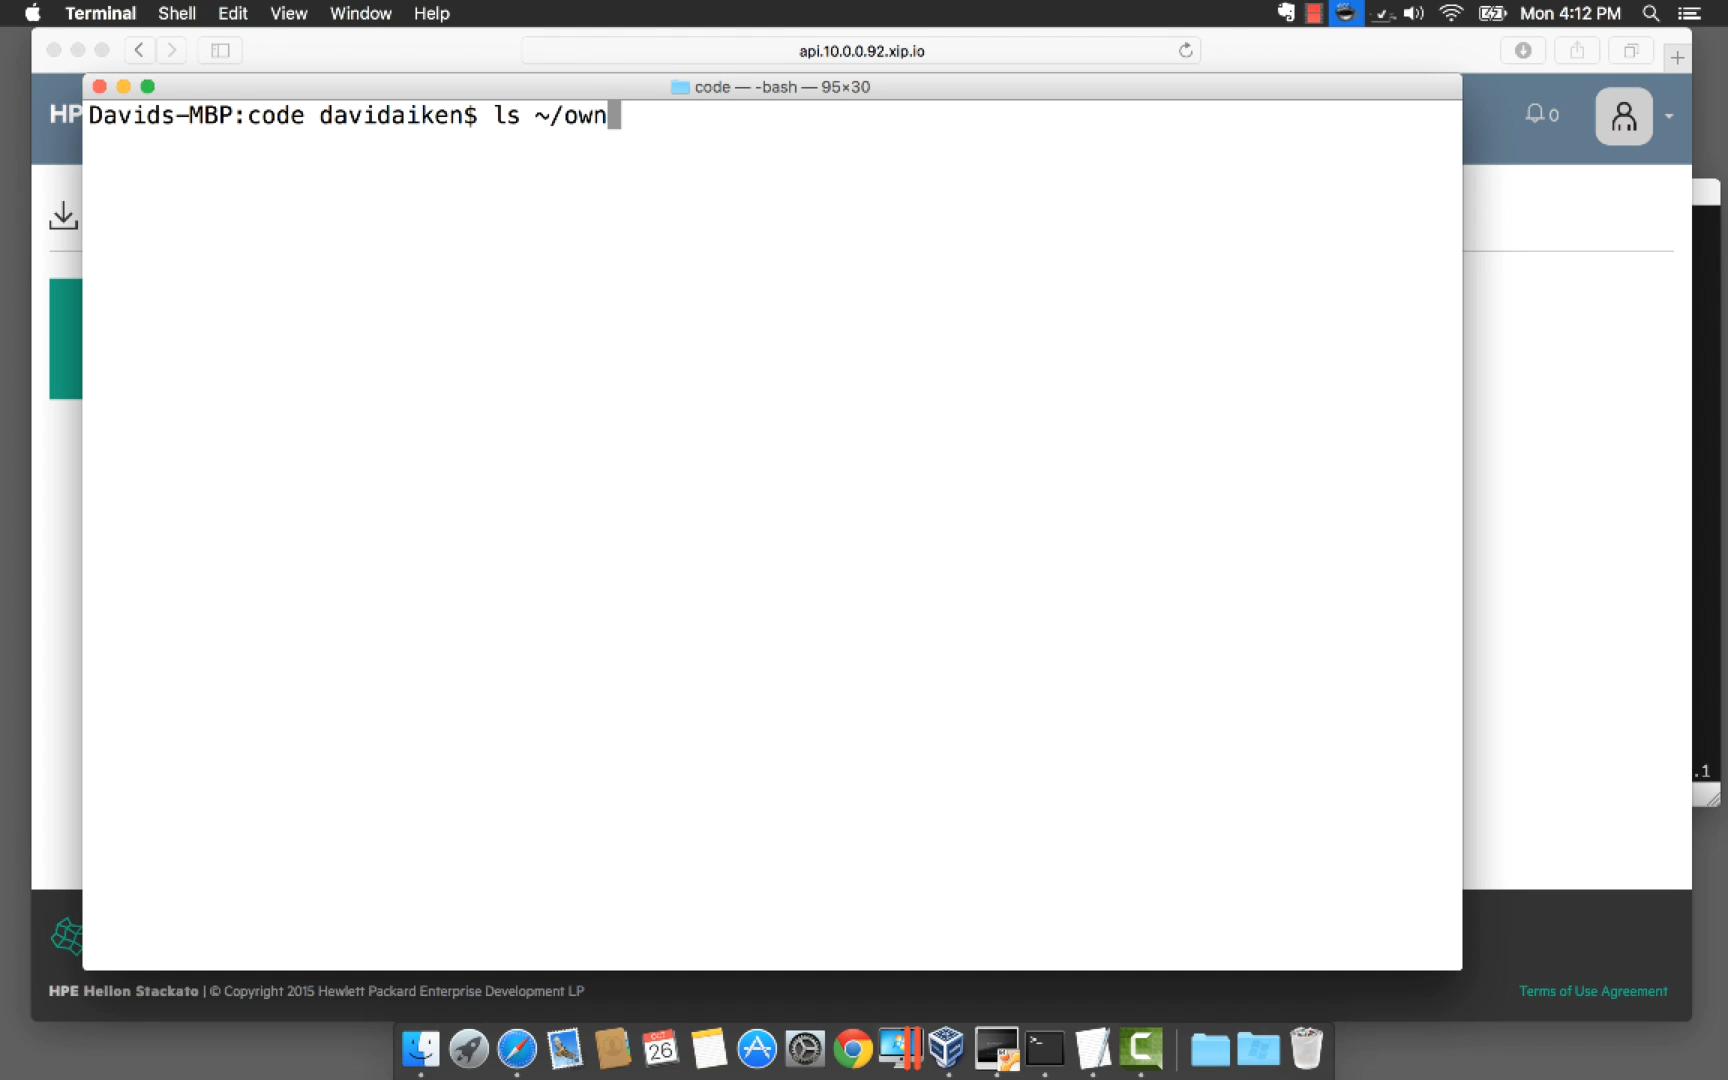 Terminal Shell Edit View Window Help Mon 4:12 PM
api.10.0.0.92.xip.io
code — -bash — 95×30
HP
Davids-MBP:code davidaiken$ ls ~/own
0
.1
HPE Helion Stackato | © Copyright 2015 Hewlett Packard Enterprise Development LP
Terms of Use Agreement
OCT
26